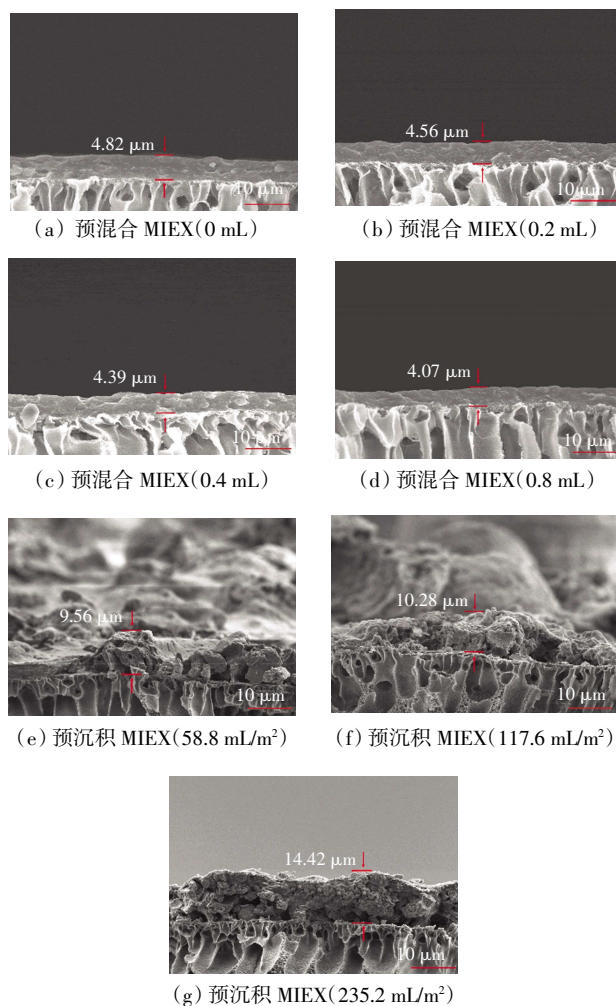 4.82 μm
10 μm
(a) 预混合 MIEX(0 mL)
4.56 μm
10 μm
(b) 预混合 MIEX(0.2 mL)
4.39 μm
10 μm
(c) 预混合 MIEX(0.4 mL)
4.07 μm
10 μm
(d) 预混合 MIEX(0.8 mL)
9.56 μm
10 μm
(e) 预沉积 MIEX(58.8 mL/m²)
10.28 μm
10 μm
(f) 预沉积 MIEX(117.6 mL/m²)
14.42 μm
10 μm
(g) 预沉积 MIEX(235.2 mL/m²)